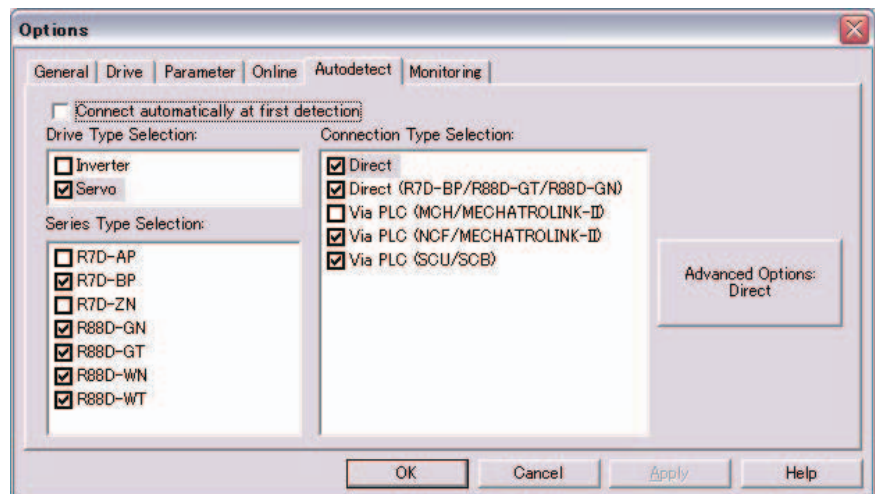 Options
General Drive Parameter Online Autodetect Monitoring
Connect automatically at first detection
Drive Type Selection:
Inverter
Servo
Series Type Selection:
R7D-AP
R7D-BP
R7D-ZN
R88D-GN
R88D-GT
R88D-WN
R88D-WT
Connection Type Selection:
Direct
Direct (R7D-BP/R88D-GT/R88D-GN)
Via PLC (MCH/MECHATROLINK-II)
Via PLC (NCF/MECHATROLINK-II)
Via PLC (SCU/SCB)
Advanced Options:
Direct
OK Cancel Apply Help